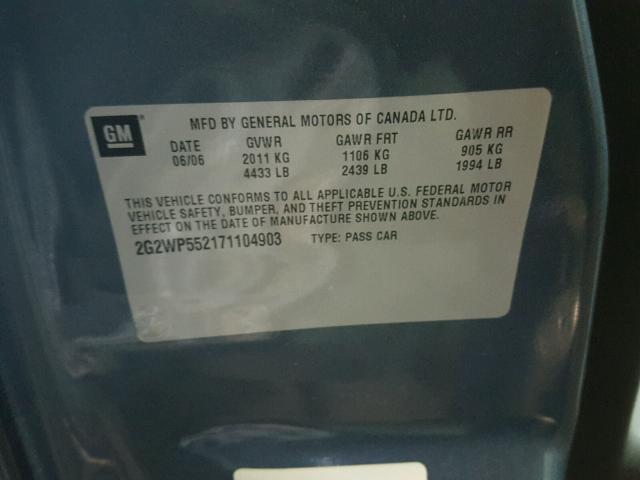 GM
MFD BY GENERAL MOTORS OF CANADA LTD.
DATE GVWR GAWR FRT GAWR RR
06/06 2011 KG 1106 KG 905 KG
4433 LB 2439 LB 1994 LB
THIS VEHICLE CONFORMS TO ALL APPLICABLE U.S. FEDERAL MOTOR
VEHICLE SAFETY, BUMPER, AND THEFT PREVENTION STANDARDS IN
EFFECT ON THE DATE OF MANUFACTURE SHOWN ABOVE.
2G2WP552171104903 TYPE: PASS CAR